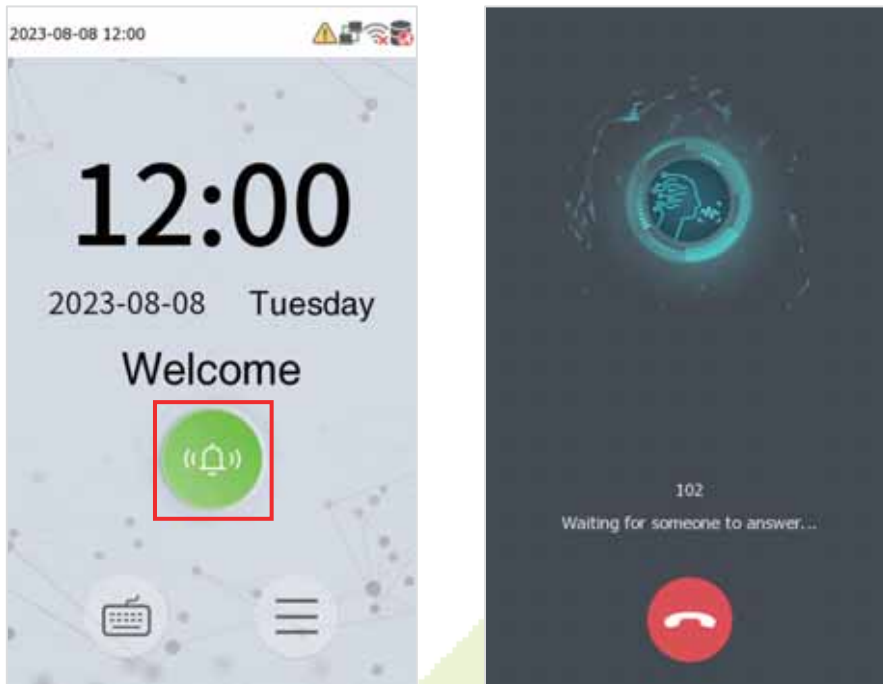 2023-08-08 12:00
12:00
2023-08-08 Tuesday
Welcome
102
Waiting for someone to answer...